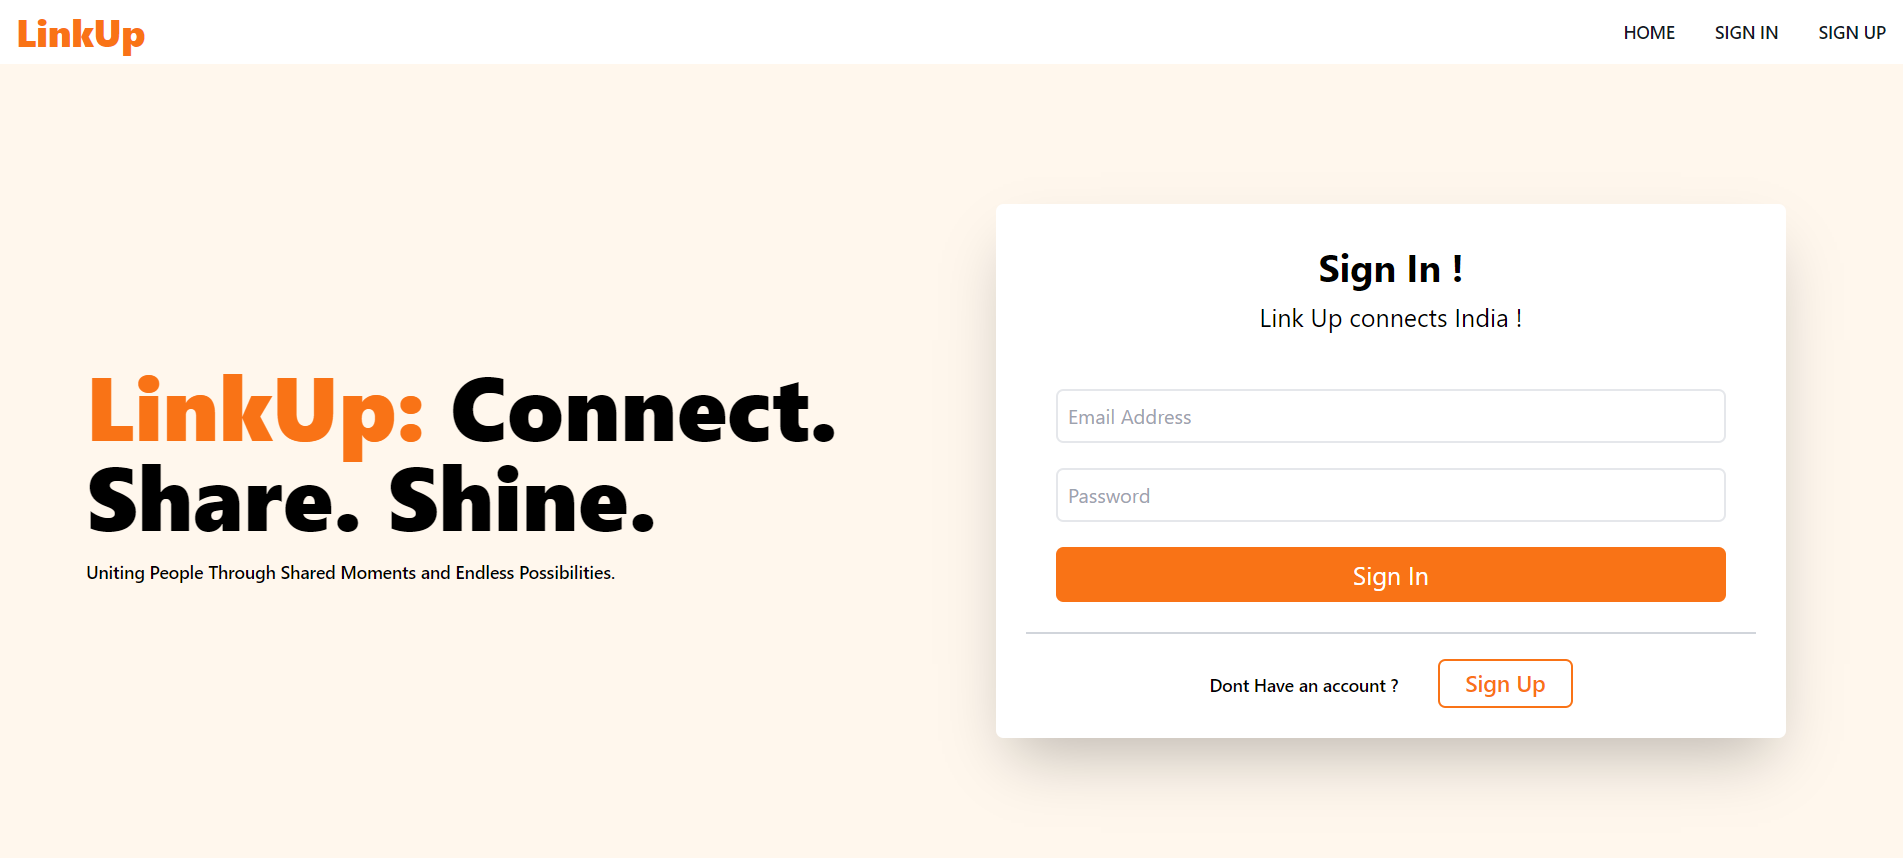 LinkUp
HOME SIGN IN SIGN UP
LinkUp: Connect.
Share. Shine.
Uniting People Through Shared Moments and Endless Possibilities.
Sign In !
Link Up connects India !
Email Address
Password
Sign In
Dont Have an account ? Sign Up